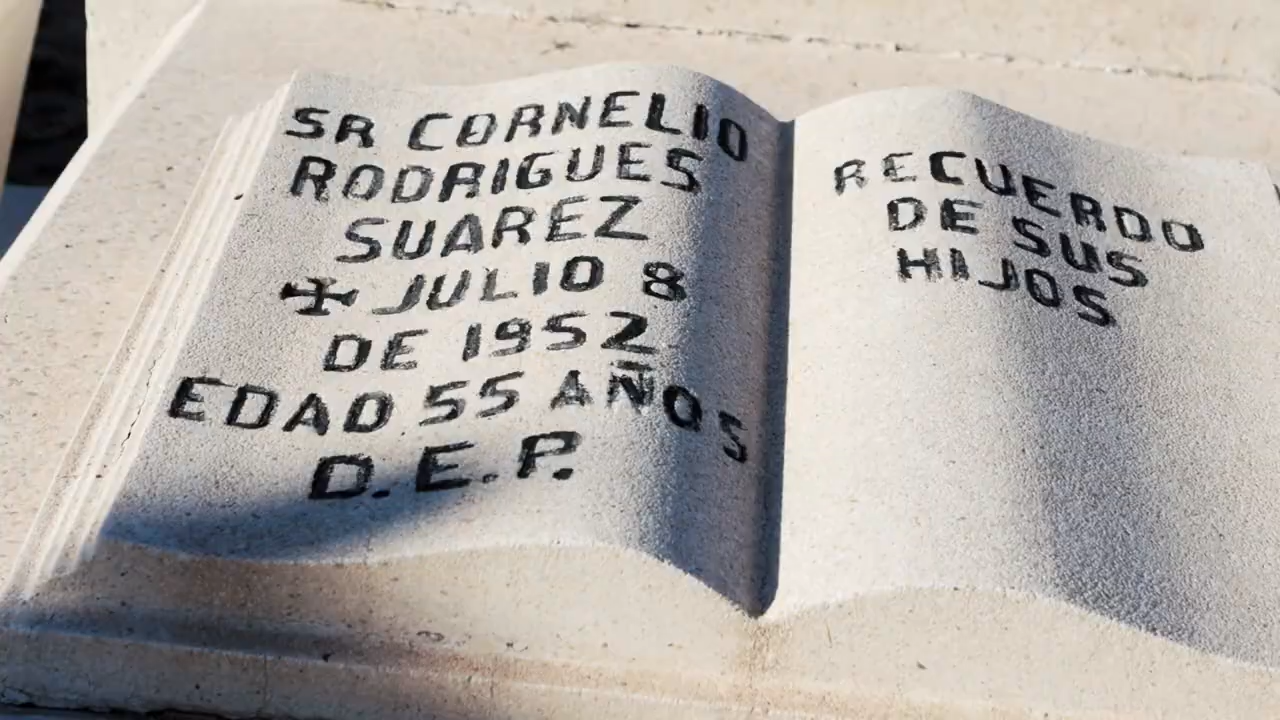 SR CORNELIO
RODRIGUES
SUAREZ
✠ JULIO 8
DE 1952
EDAD 55 AÑOS
D.E.P.
RECUERDO
DE SUS
HIJOS